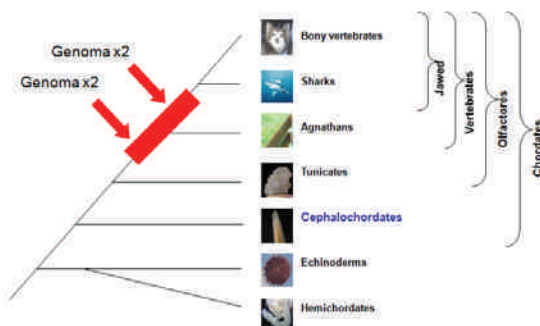 Genoma x2
Genoma x2
Bony vertebrates
Sharks
Agnathans
Tunicates
Cephalochordates
Echinoderms
Hemichordates
Jawed
Vertebrates
Olfactores
Chordates